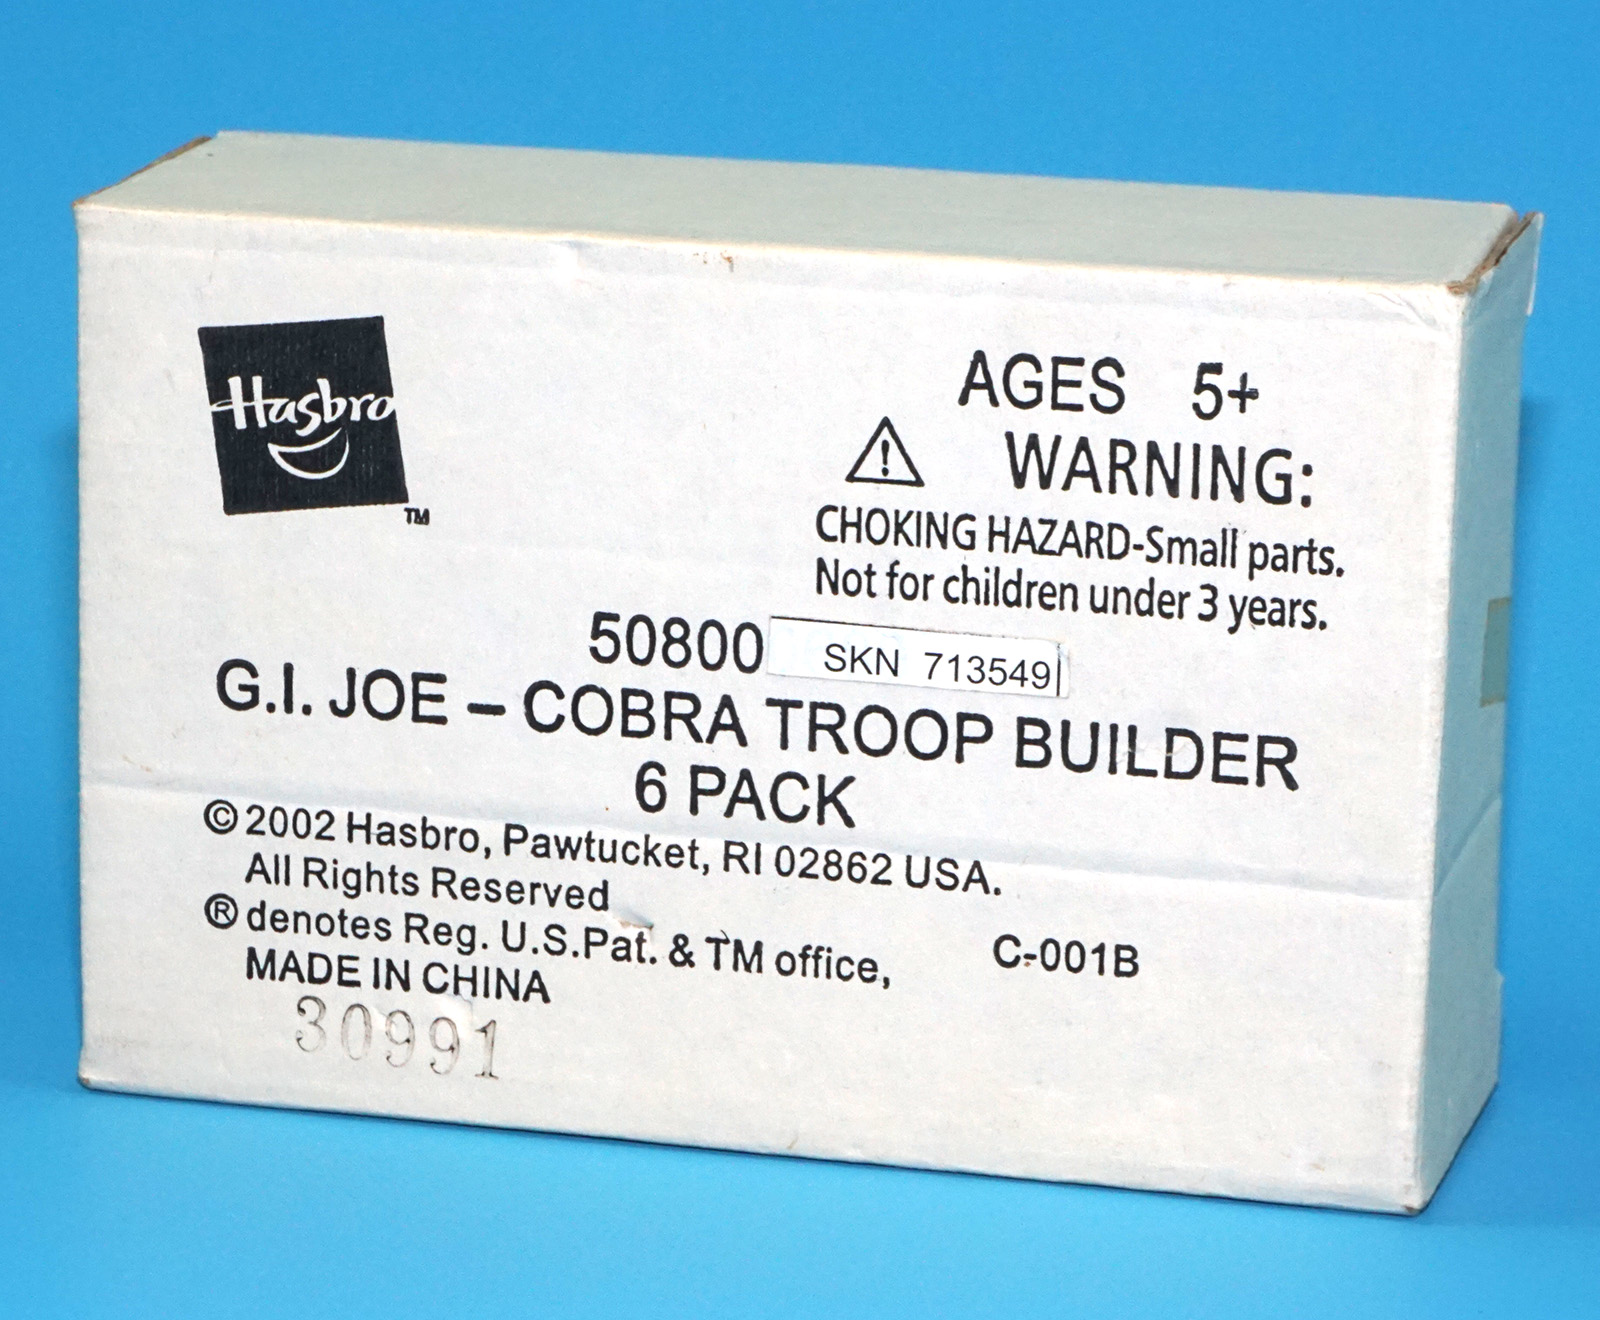 Hasbro
TM
AGES 5+
WARNING:
CHOKING HAZARD-Small parts.
Not for children under 3 years.
50800 SKN 713549
G.I. JOE – COBRA TROOP BUILDER
6 PACK
© 2002 Hasbro, Pawtucket, RI 02862 USA.
All Rights Reserved
® denotes Reg. U.S.Pat. & TM office,
C-001B
MADE IN CHINA
30991